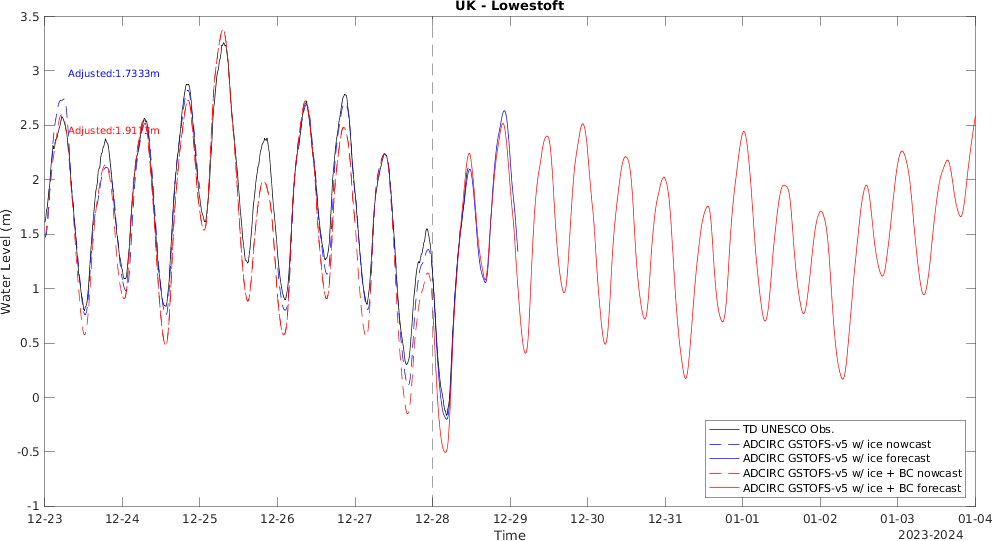 UK - Lowestoft
3.5
3
2.5
2
1.5
1
0.5
0
-0.5
-1
Water Level (m)
Adjusted:1.7333m
Adjusted:1.9173m
TD UNESCO Obs.
ADCIRC GSTOFS-v5 w/ ice nowcast
ADCIRC GSTOFS-v5 w/ ice forecast
ADCIRC GSTOFS-v5 w/ ice + BC nowcast
ADCIRC GSTOFS-v5 w/ ice + BC forecast
12-23 12-24 12-25 12-26 12-27 12-28 12-29 12-30 12-31 01-01 01-02 01-03 01-04
Time
2023-2024